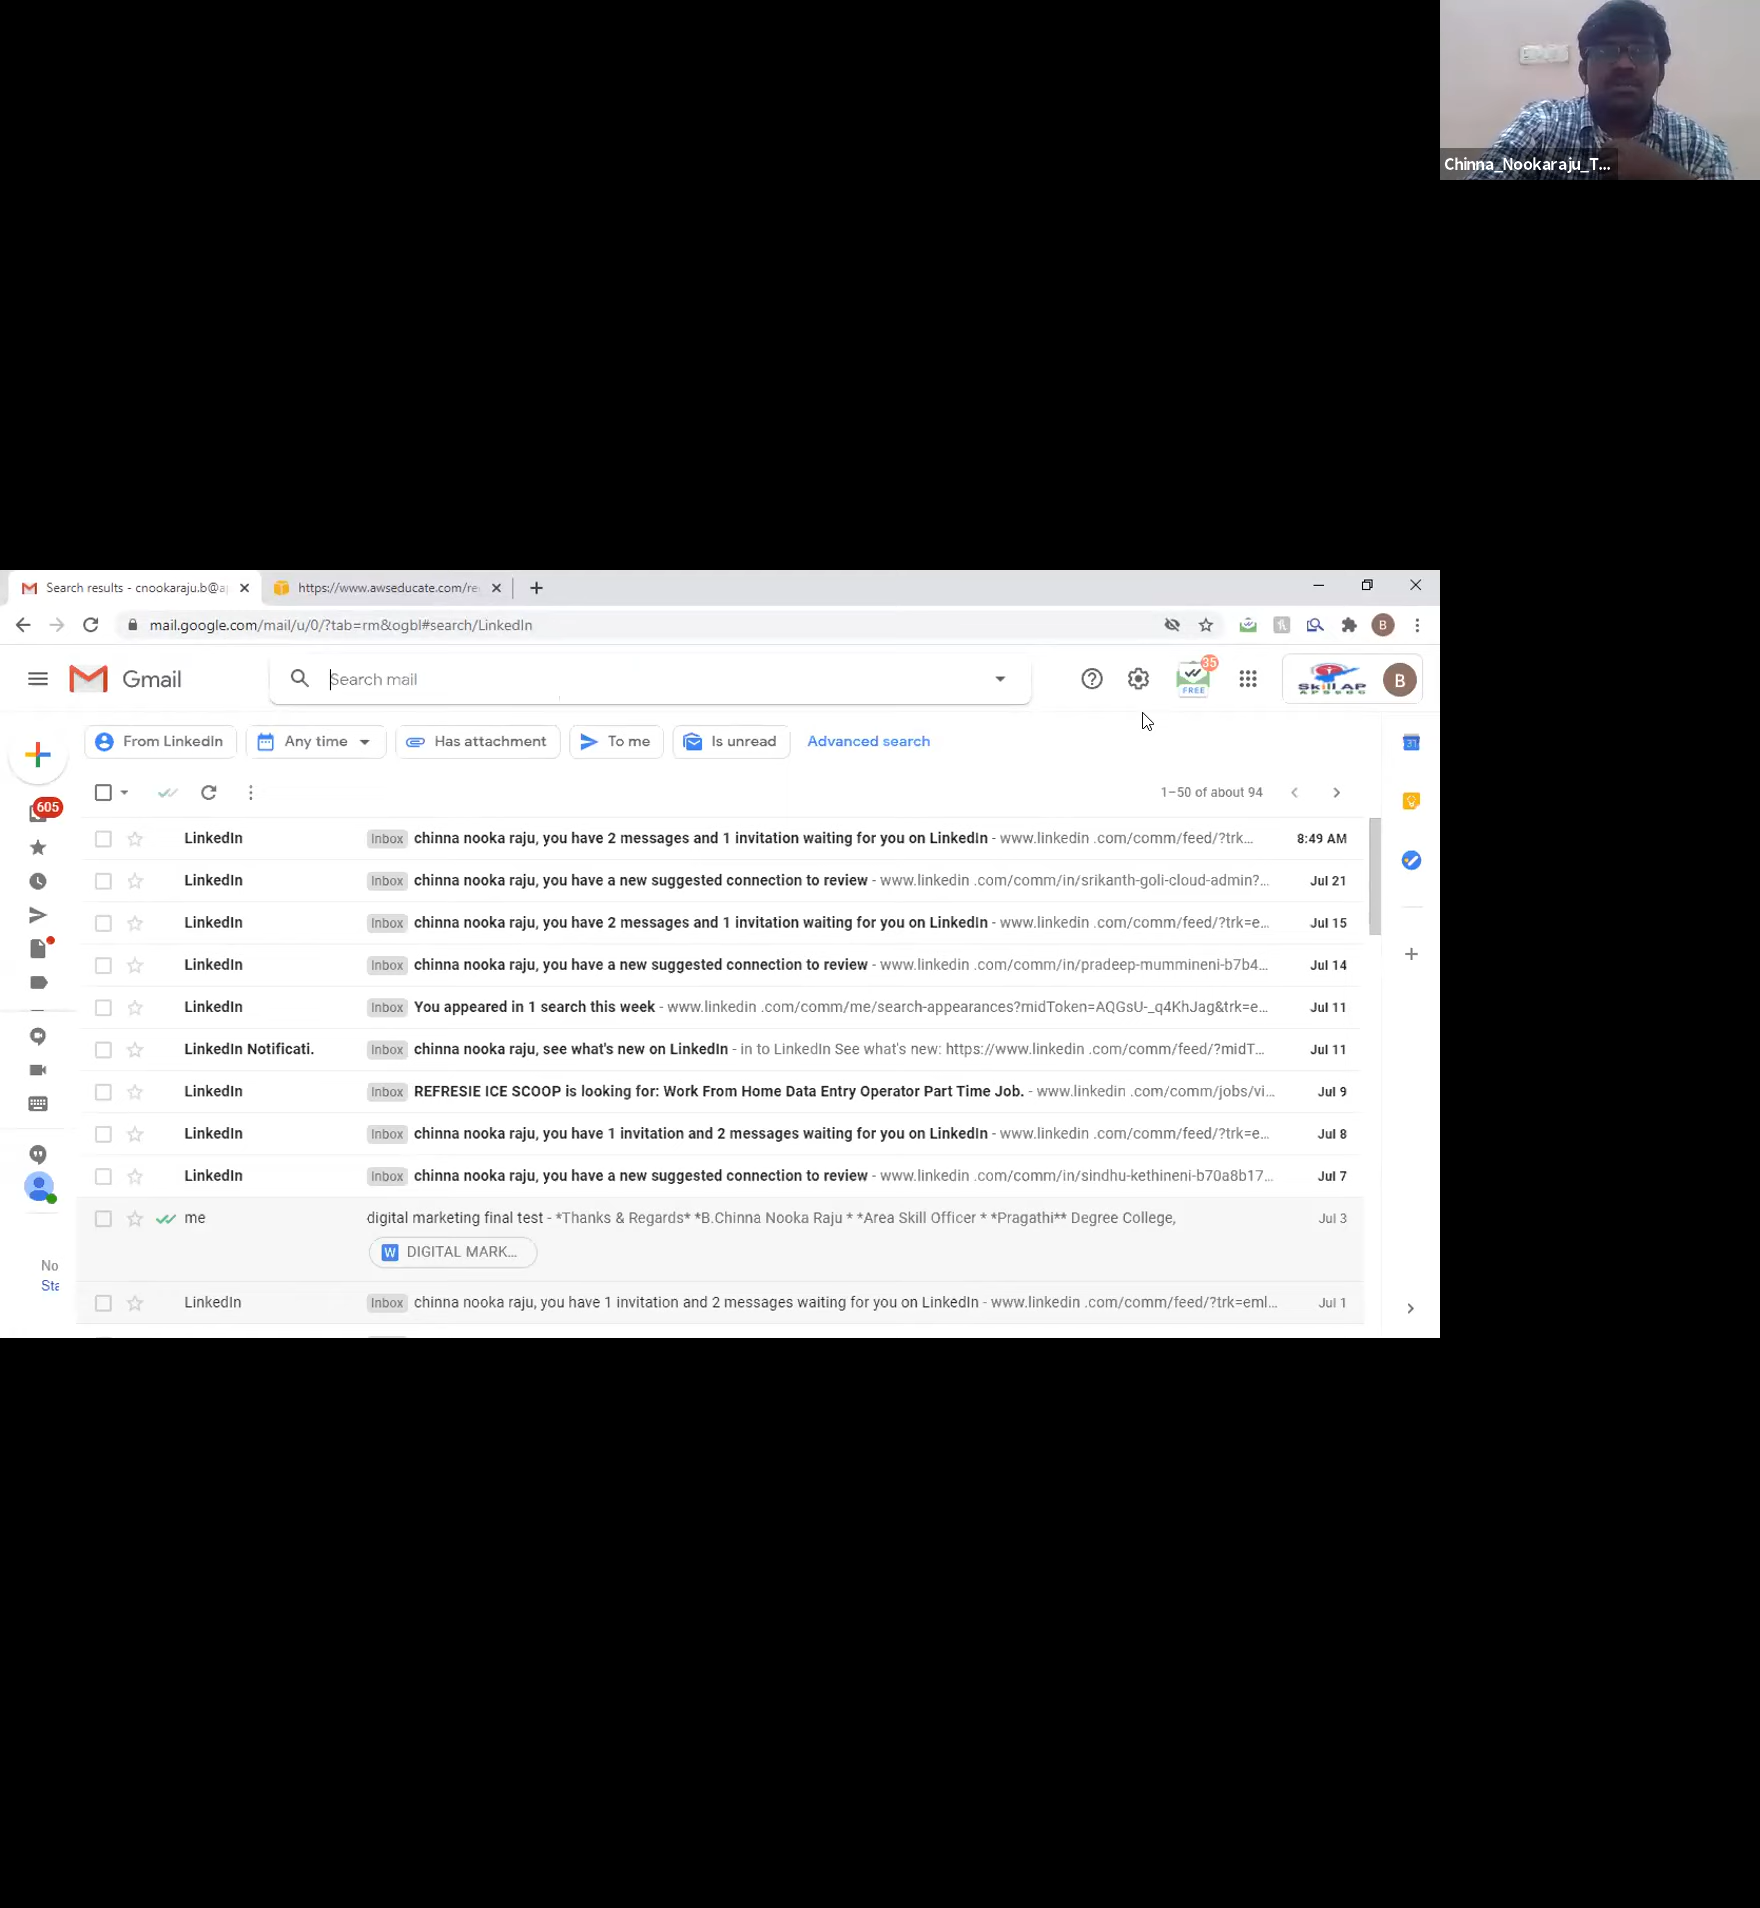 Chinna_Nookaraju_T...
Search results - cnookaraju.b@a
https://www.awseducate.com/re
mail.google.com/mail/u/0/?tab=rm&ogbl#search/LinkedIn
B
Gmail
Search mail
35
FREE
Skill AP
B
From LinkedIn
Any time
Has attachment
To me
Is unread
Advanced search
31
1–50 of about 94
605
LinkedIn Inbox chinna nooka raju, you have 2 messages and 1 invitation waiting for you on LinkedIn - www.linkedin .com/comm/feed/?trk... 8:49 AM
LinkedIn Inbox chinna nooka raju, you have a new suggested connection to review - www.linkedin .com/comm/in/srikanth-goli-cloud-admin?... Jul 21
LinkedIn Inbox chinna nooka raju, you have 2 messages and 1 invitation waiting for you on LinkedIn - www.linkedin .com/comm/feed/?trk=e... Jul 15
LinkedIn Inbox chinna nooka raju, you have a new suggested connection to review - www.linkedin .com/comm/in/pradeep-mummineni-b7b4... Jul 14
LinkedIn Inbox You appeared in 1 search this week - www.linkedin .com/comm/me/search-appearances?midToken=AQGsU-_q4KhJag&trk=e... Jul 11
LinkedIn Notificati. Inbox chinna nooka raju, see what's new on LinkedIn - in to LinkedIn See what's new: https://www.linkedin .com/comm/feed/?midT... Jul 11
LinkedIn Inbox REFRESIE ICE SCOOP is looking for: Work From Home Data Entry Operator Part Time Job. - www.linkedin .com/comm/jobs/vi... Jul 9
LinkedIn Inbox chinna nooka raju, you have 1 invitation and 2 messages waiting for you on LinkedIn - www.linkedin .com/comm/feed/?trk=e... Jul 8
LinkedIn Inbox chinna nooka raju, you have a new suggested connection to review - www.linkedin .com/comm/in/sindhu-kethineni-b70a8b17... Jul 7
me digital marketing final test - *Thanks & Regards* *B.Chinna Nooka Raju * *Area Skill Officer * *Pragathi** Degree College, Jul 3
W DIGITAL MARK...
No
Sta
LinkedIn Inbox chinna nooka raju, you have 1 invitation and 2 messages waiting for you on LinkedIn - www.linkedin .com/comm/feed/?trk=eml... Jul 1